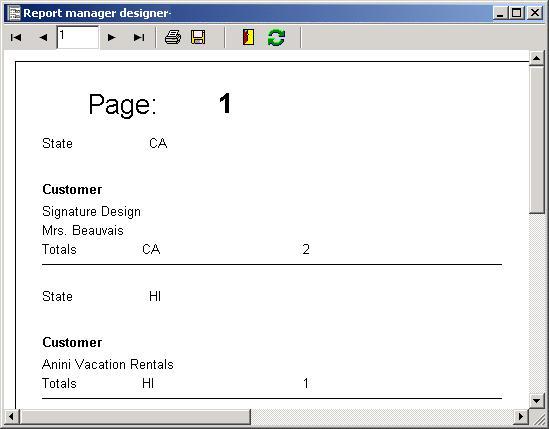 Report manager designer-
1
Page: 1
State CA
Customer
Signature Design
Mrs. Beauvais
Totals CA 2
State HI
Customer
Anini Vacation Rentals
Totals HI 1